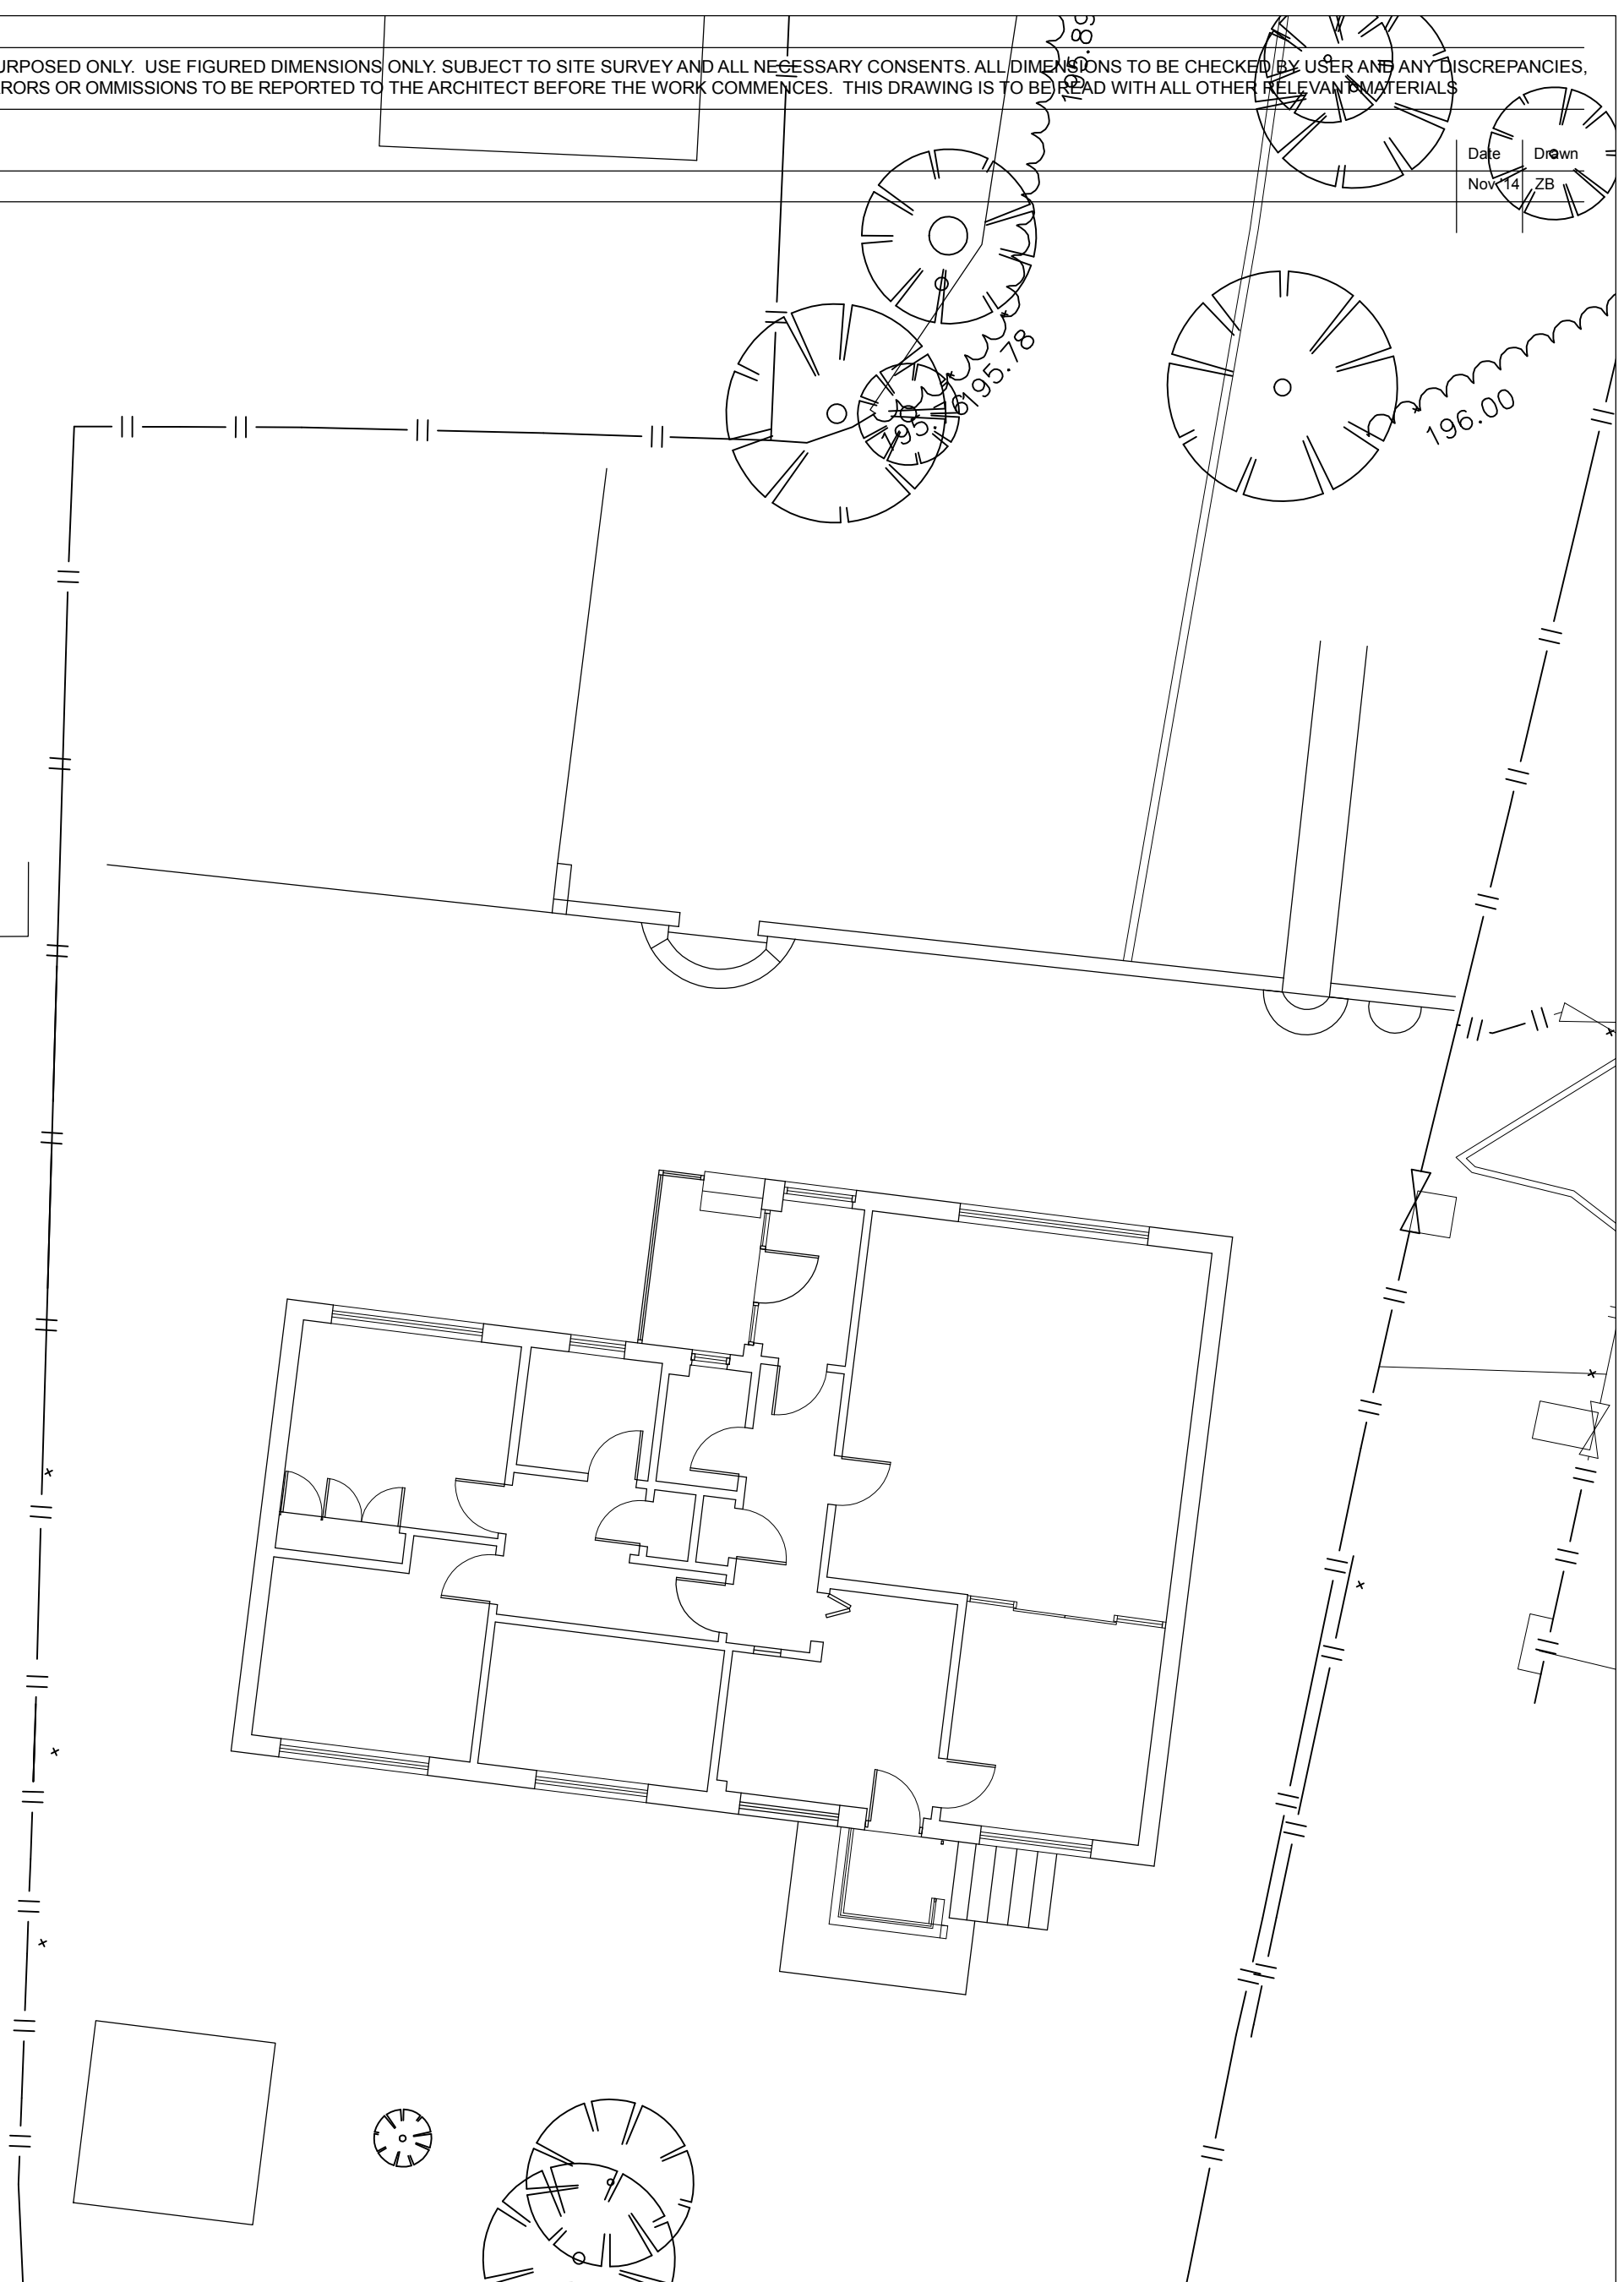 URPOSED ONLY. USE FIGURED DIMENSIONS ONLY. SUBJECT TO SITE SURVEY AND ALL NECESSARY CONSENTS. ALL DIMENSIONS TO BE CHECKED BY USER AND ANY DISCREPANCIES,
RORS OR OMMISSIONS TO BE REPORTED TO THE ARCHITECT BEFORE THE WORK COMMENCES. THIS DRAWING IS TO BE READ WITH ALL OTHER RELEVANT MATERIALS
Date Drawn
Nov '14 ZB
195.89
195.78
196.00